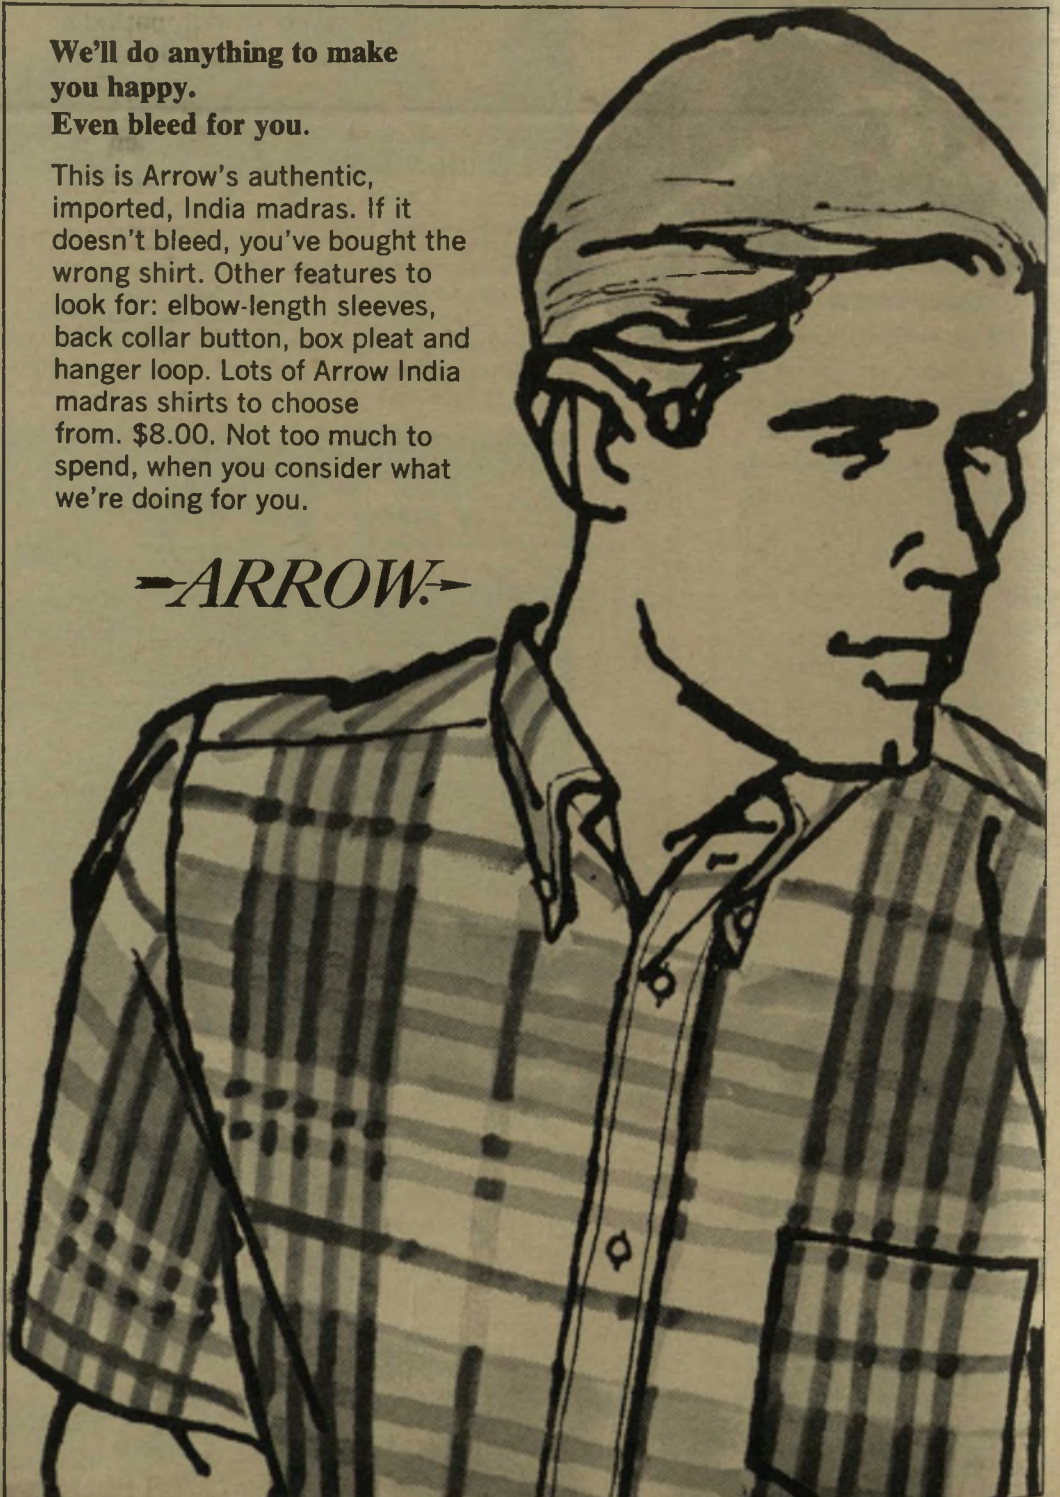 We'll do anything to make
you happy.
Even bleed for you.
This is Arrow's authentic,
imported, India madras. If it
doesn't bleed, you've bought the
wrong shirt. Other features to
look for: elbow-length sleeves,
back collar button, box pleat and
hanger loop. Lots of Arrow India
madras shirts to choose
from. $8.00. Not too much to
spend, when you consider what
we're doing for you.
ARROW